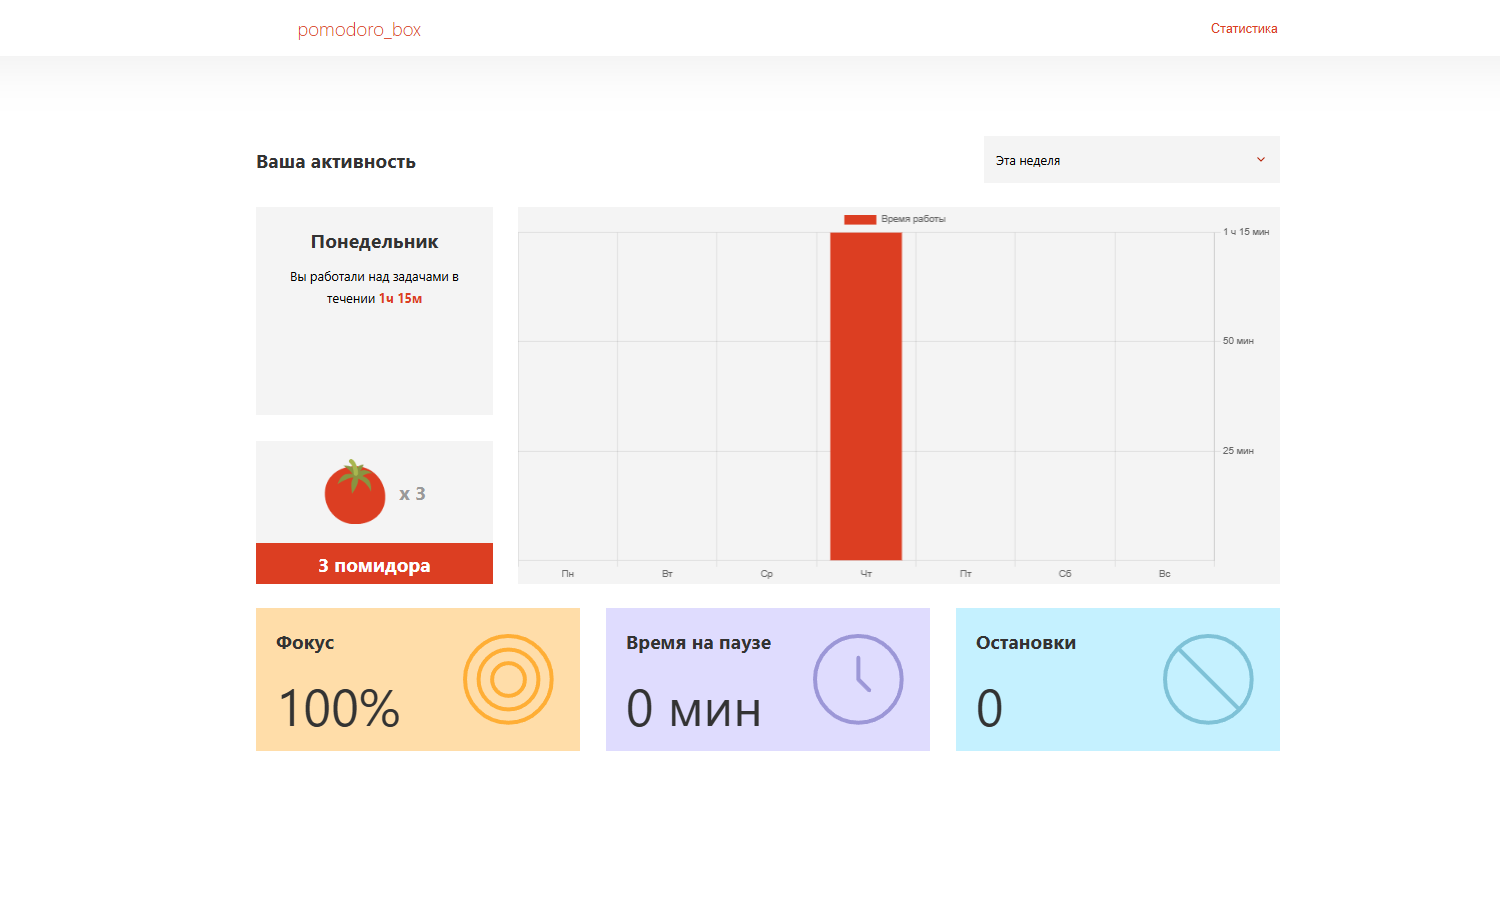 pomodoro_box
Статистика
Ваша активность
Эта неделя
Понедельник
Вы работали над задачами в
течении 1ч 15м
x 3
3 помидора
Время работы
1 ч 15 мин
50 мин
25 мин
Пн Вт Ср Чт Пт Сб Вс
Фокус
100%
Время на паузе
0 мин
Остановки
0